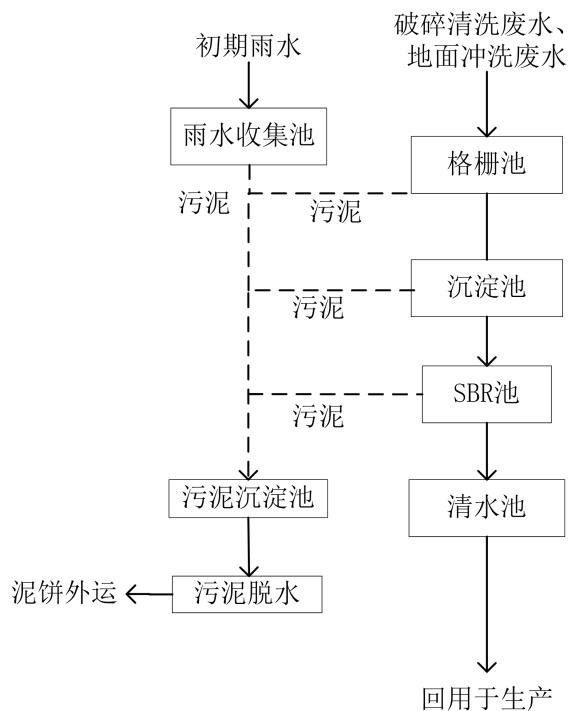 初期雨水
破碎清洗废水、
地面冲洗废水
雨水收集池
格栅池
污泥
污泥
沉淀池
污泥
SBR池
污泥
污泥沉淀池
清水池
泥饼外运
污泥脱水
回用于生产